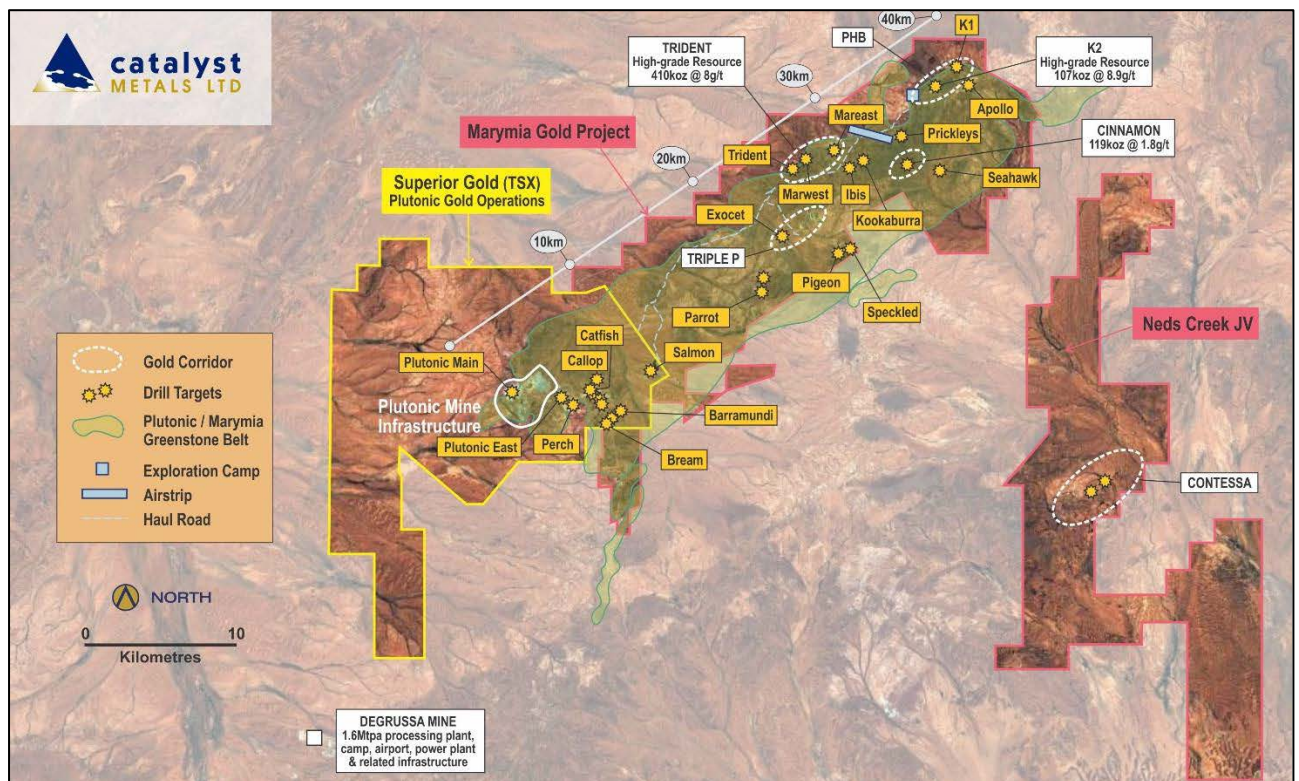 catalyst
METALS LTD
40km
K1
PHB
TRIDENT
High-grade Resource
410koz @ 8g/t
K2
High-grade Resource
107koz @ 8.9g/t
30km
Apollo
Mareast
Prickleys
Marymia Gold Project
CINNAMON
119koz @ 1.8g/t
20km
Trident
Seahawk
Superior Gold (TSX)
Plutonic Gold Operations
Marwest
Ibis
Exocet
Kookaburra
10km
TRIPLE P
Pigeon
Speckled
Parrot
Neds Creek JV
Catfish
Salmon
Callop
Plutonic Main
Plutonic Mine
Infrastructure
Barramundi
Plutonic East
Perch
Bream
CONTESSA
Gold Corridor
Drill Targets
Plutonic / Marymia
Greenstone Belt
Exploration Camp
Airstrip
Haul Road
NORTH
0
10
Kilometres
DEGRUSSA MINE
1.6Mtpa processing plant,
camp, airport, power plant
& related infrastructure